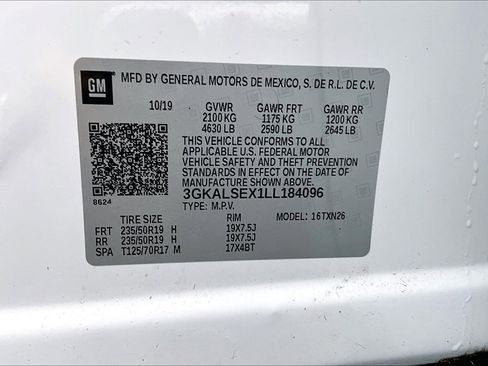 GM
MFD BY GENERAL MOTORS DE MEXICO, S. DE R.L. DE C.V.
10/19 GVWR GAWR FRT GAWR RR
2100 KG 1175 KG 1200 KG
4630 LB 2590 LB 2645 LB
THIS VEHICLE CONFORMS TO ALL
APPLICABLE U.S. FEDERAL MOTOR
VEHICLE SAFETY AND THEFT PREVENTION
STANDARDS IN EFFECT ON THE DATE OF
MANUFACTURE SHOWN ABOVE.
3GKALSEX1LL184096
8624
TYPE: M.P.V. MODEL: 16TXN26
TIRE SIZE RIM
FRT 235/50R19 H 19X7.5J
RR 235/50R19 H 19X7.5J
SPA T125/70R17 M 17X4BT